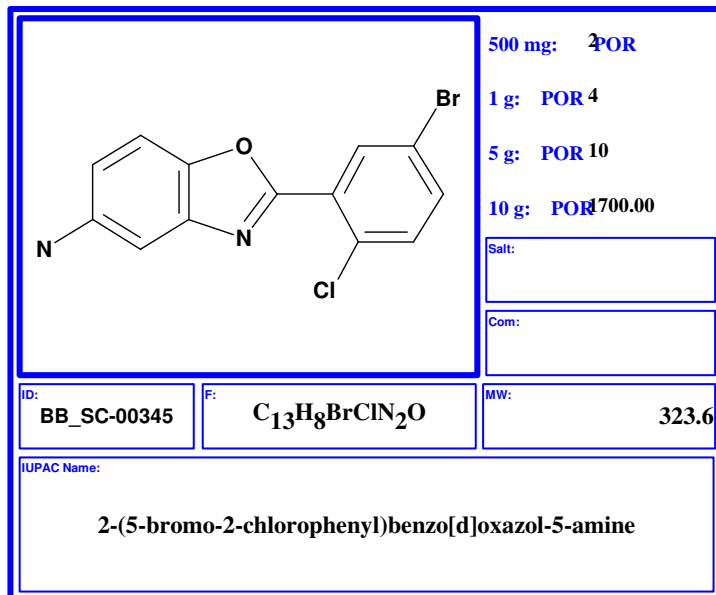 500 mg: 2POR
1 g: POR 4
5 g: POR 10
10 g: POR1700.00
Br
O
N
N
Cl
Salt:
Com:
ID:
BB_SC-00345
F:
C13H8BrClN2O
MW:
323.6
IUPAC Name:
2-(5-bromo-2-chlorophenyl)benzo[d]oxazol-5-amine